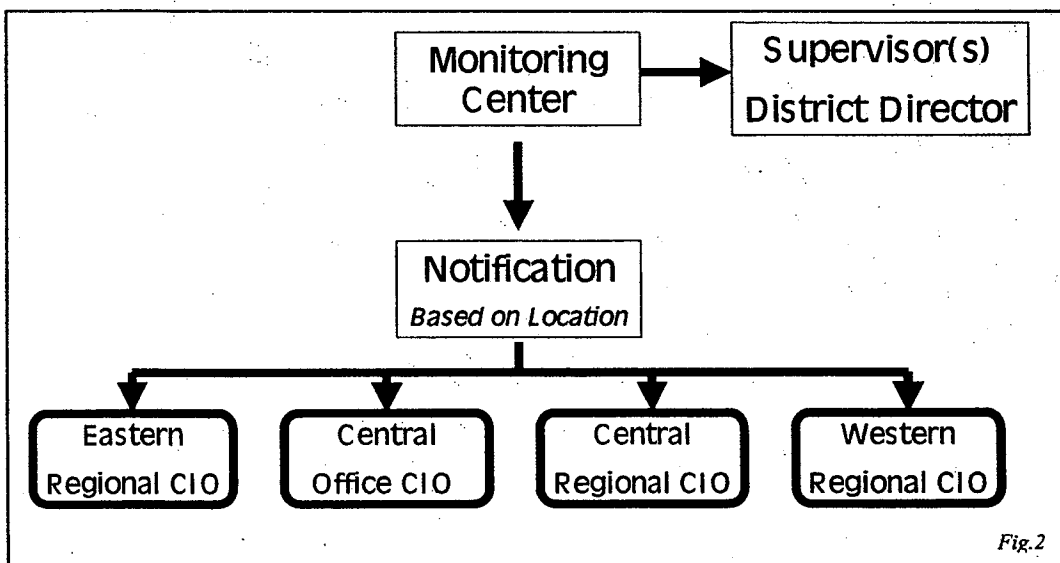 Monitoring
Center
Supervisor(s)
District Director
Notification
Based on Location
Eastern
Regional CIO
Central
Office CIO
Central
Regional CIO
Western
Regional CIO
Fig.2